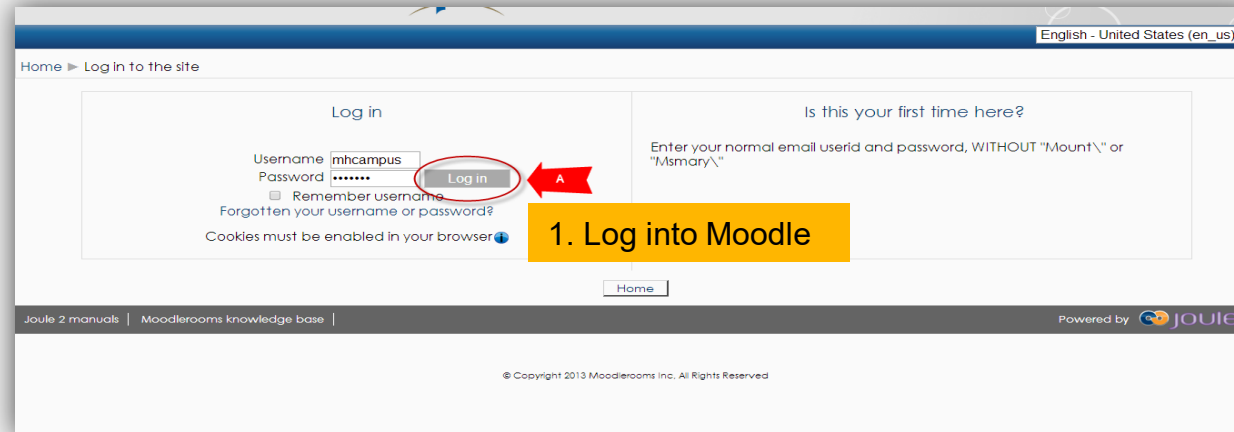 English - United States (en_us)
Home ► Log in to the site
Log in
Username mhcampus
Password •••••••
Log in
A
Remember username
Forgotten your username or password?
Cookies must be enabled in your browser
Is this your first time here?
Enter your normal email userid and password, WITHOUT "Mount\" or
"Msmary\"
1. Log into Moodle
Home
Joule 2 manuals | Moodlerooms knowledge base |
Powered by joule
© Copyright 2013 Moodlerooms Inc. All Rights Reserved